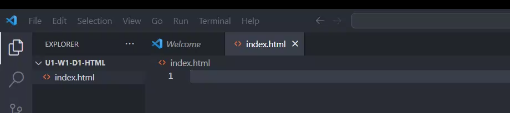 File Edit Selection View Go Run Terminal Help
EXPLORER ...
Welcome
index.html
U1-W1-D1-HTML
index.html
index.html
1